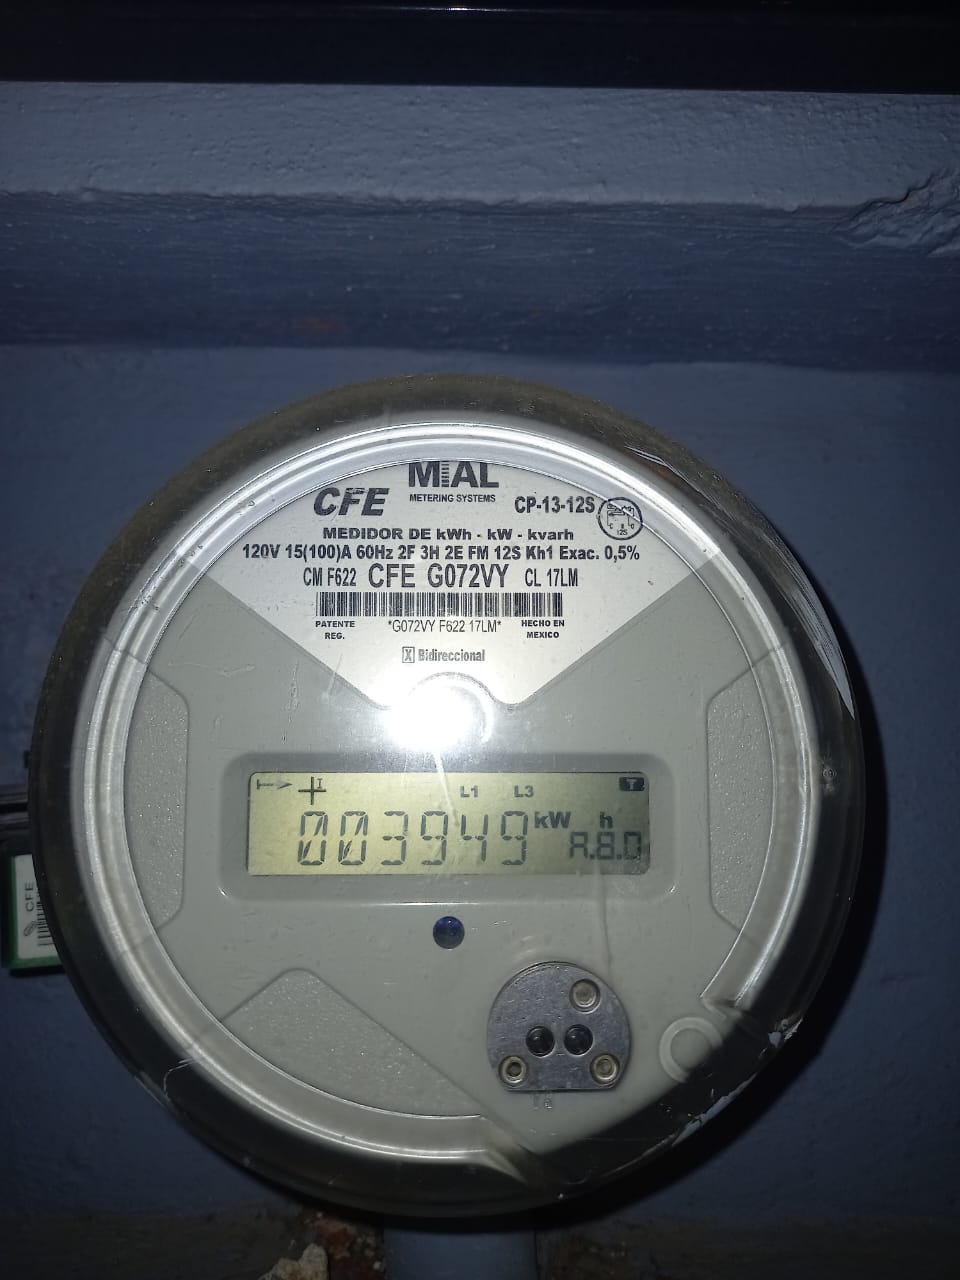 MIAL
METERING SYSTEMS
CFE
CP-13-12S
MEDIDOR DE kWh - kW - kvarh
120V 15(100)A 60Hz 2F 3H 2E FM 12S Kh1 Exac. 0,5%
CM F622 CFE G072VY CL 17LM
PATENTE REG.
*G072VY F622 17LM*
HECHO EN MEXICO
X Bidireccional
L1 L3 T
003949 kW h
CFE